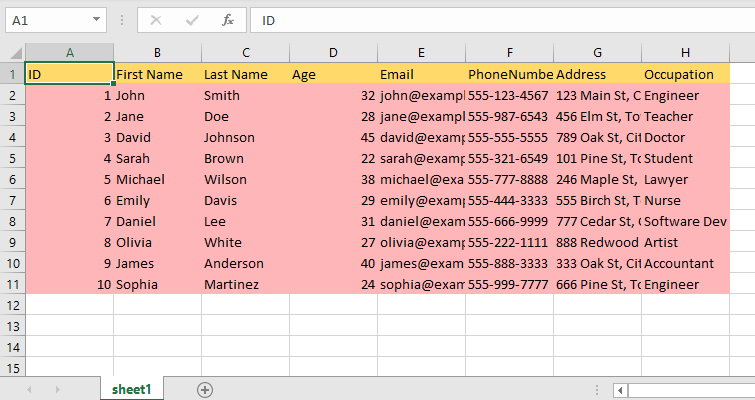 A1 fx ID
A B C D E F G H
1 ID First Name Last Name Age Email PhoneNumbe Address Occupation
2 1 John Smith 32 john@exampl 555-123-4567 123 Main St, C Engineer
3 2 Jane Doe 28 jane@examp 555-987-6543 456 Elm St, To Teacher
4 3 David Johnson 45 david@examp 555-555-5555 789 Oak St, Cit Doctor
5 4 Sarah Brown 22 sarah@examp 555-321-6549 101 Pine St, To Student
6 5 Michael Wilson 38 michael@exa 555-777-8888 246 Maple St, Lawyer
7 6 Emily Davis 29 emily@examp 555-444-3333 555 Birch St, T Nurse
8 7 Daniel Lee 31 daniel@exam 555-666-9999 777 Cedar St, Software Dev
9 8 Olivia White 27 olivia@examp 555-222-1111 888 Redwood Artist
10 9 James Anderson 40 james@exam 555-888-3333 333 Oak St, Cit Accountant
11 10 Sophia Martinez 24 sophia@exam 555-999-7777 666 Pine St, To Engineer
12
13
14
15
sheet1